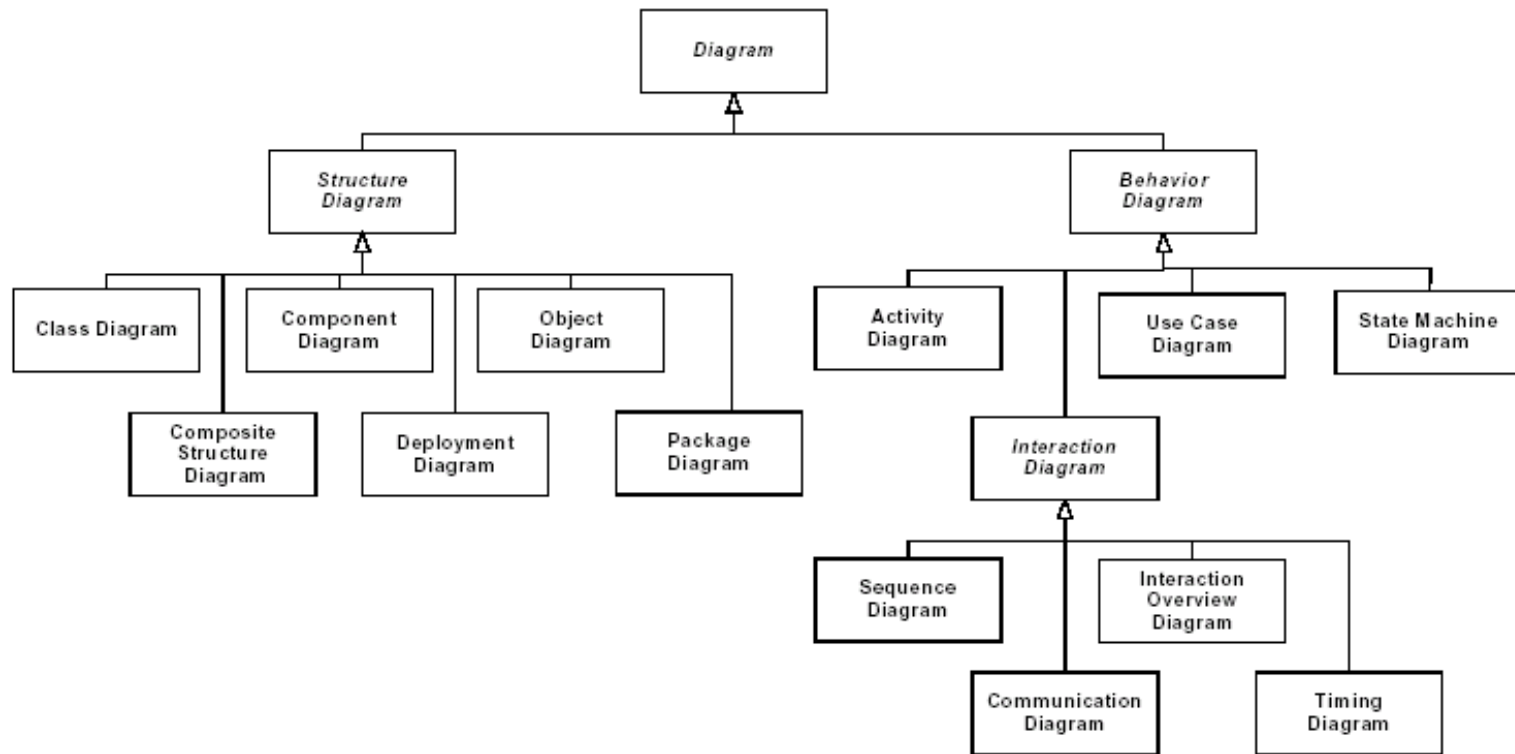 Diagram
Structure
Diagram
Behavior
Diagram
Class Diagram
Component
Diagram
Object
Diagram
Activity
Diagram
Use Case
Diagram
State Machine
Diagram
Composite
Structure
Diagram
Deployment
Diagram
Package
Diagram
Interaction
Diagram
Sequence
Diagram
Interaction
Overview
Diagram
Communication
Diagram
Timing
Diagram